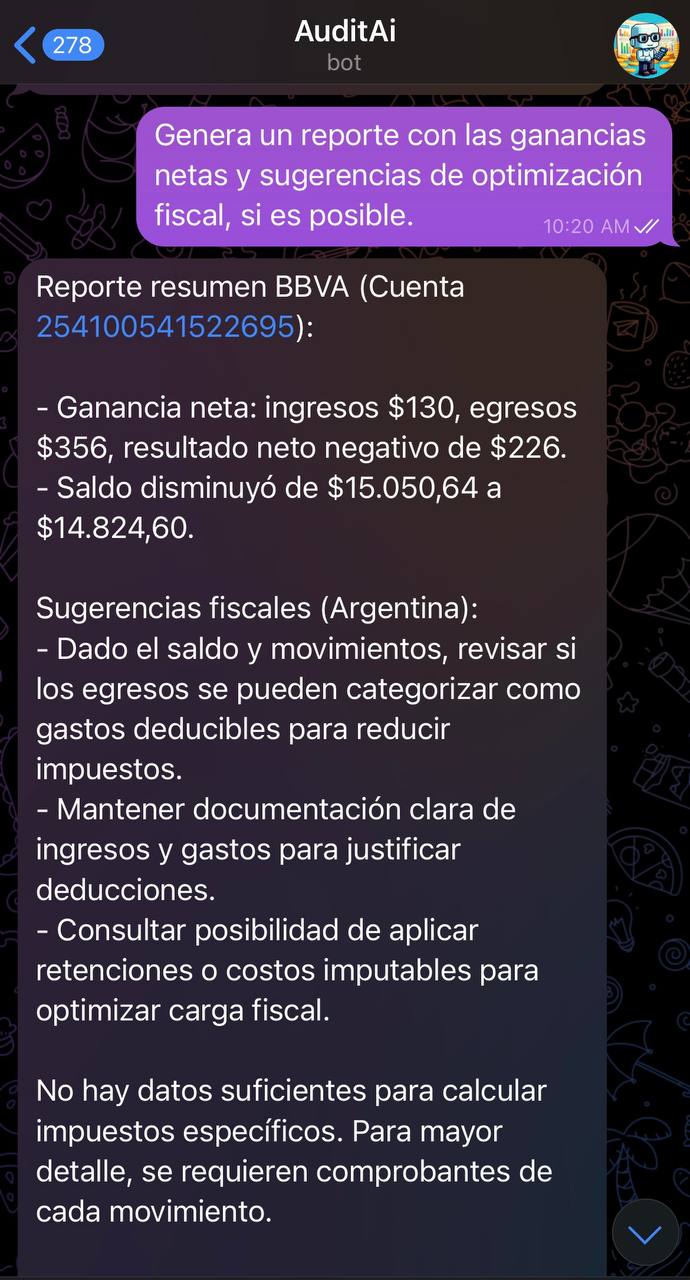 278
AuditAi
bot
Genera un reporte con las ganancias
netas y sugerencias de optimización
fiscal, si es posible.
10:20 AM
Reporte resumen BBVA (Cuenta
254100541522695):
- Ganancia neta: ingresos $130, egresos
$356, resultado neto negativo de $226.
- Saldo disminuyó de $15.050,64 a
$14.824,60.
Sugerencias fiscales (Argentina):
- Dado el saldo y movimientos, revisar si
los egresos se pueden categorizar como
gastos deducibles para reducir
impuestos.
- Mantener documentación clara de
ingresos y gastos para justificar
deducciones.
- Consultar posibilidad de aplicar
retenciones o costos imputables para
optimizar carga fiscal.
No hay datos suficientes para calcular
impuestos específicos. Para mayor
detalle, se requieren comprobantes de
cada movimiento.